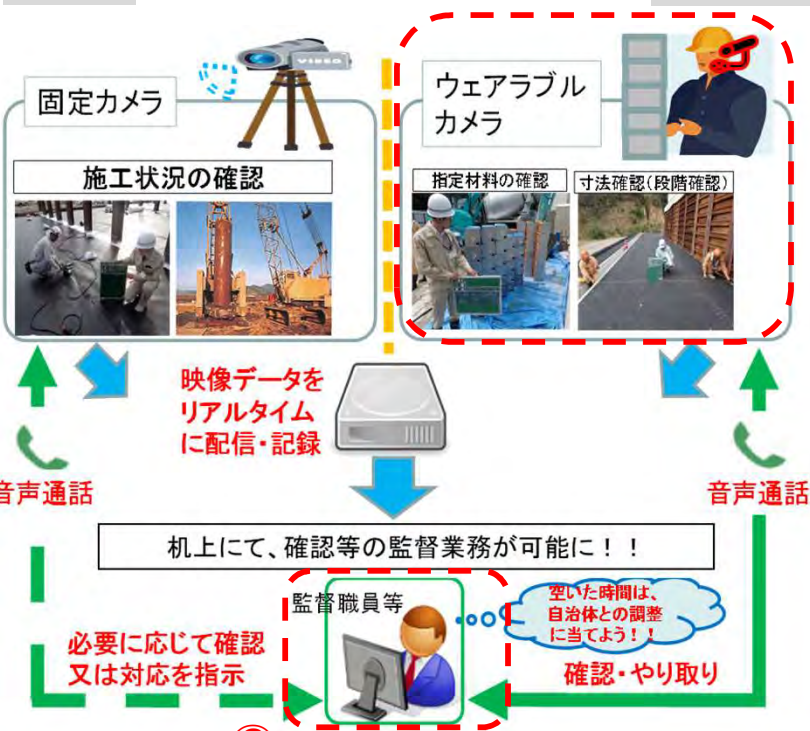 VIDEO
固定カメラ
ウェアラブル
カメラ
施工状況の確認
指定材料の確認
寸法確認(段階確認)
映像データを
リアルタイム
に配信・記録
音声通話
音声通話
机上にて、確認等の監督業務が可能に！！
監督職員等
空いた時間は、
自治体との調整
に当てよう！！
必要に応じて確認
又は対応を指示
確認・やり取り